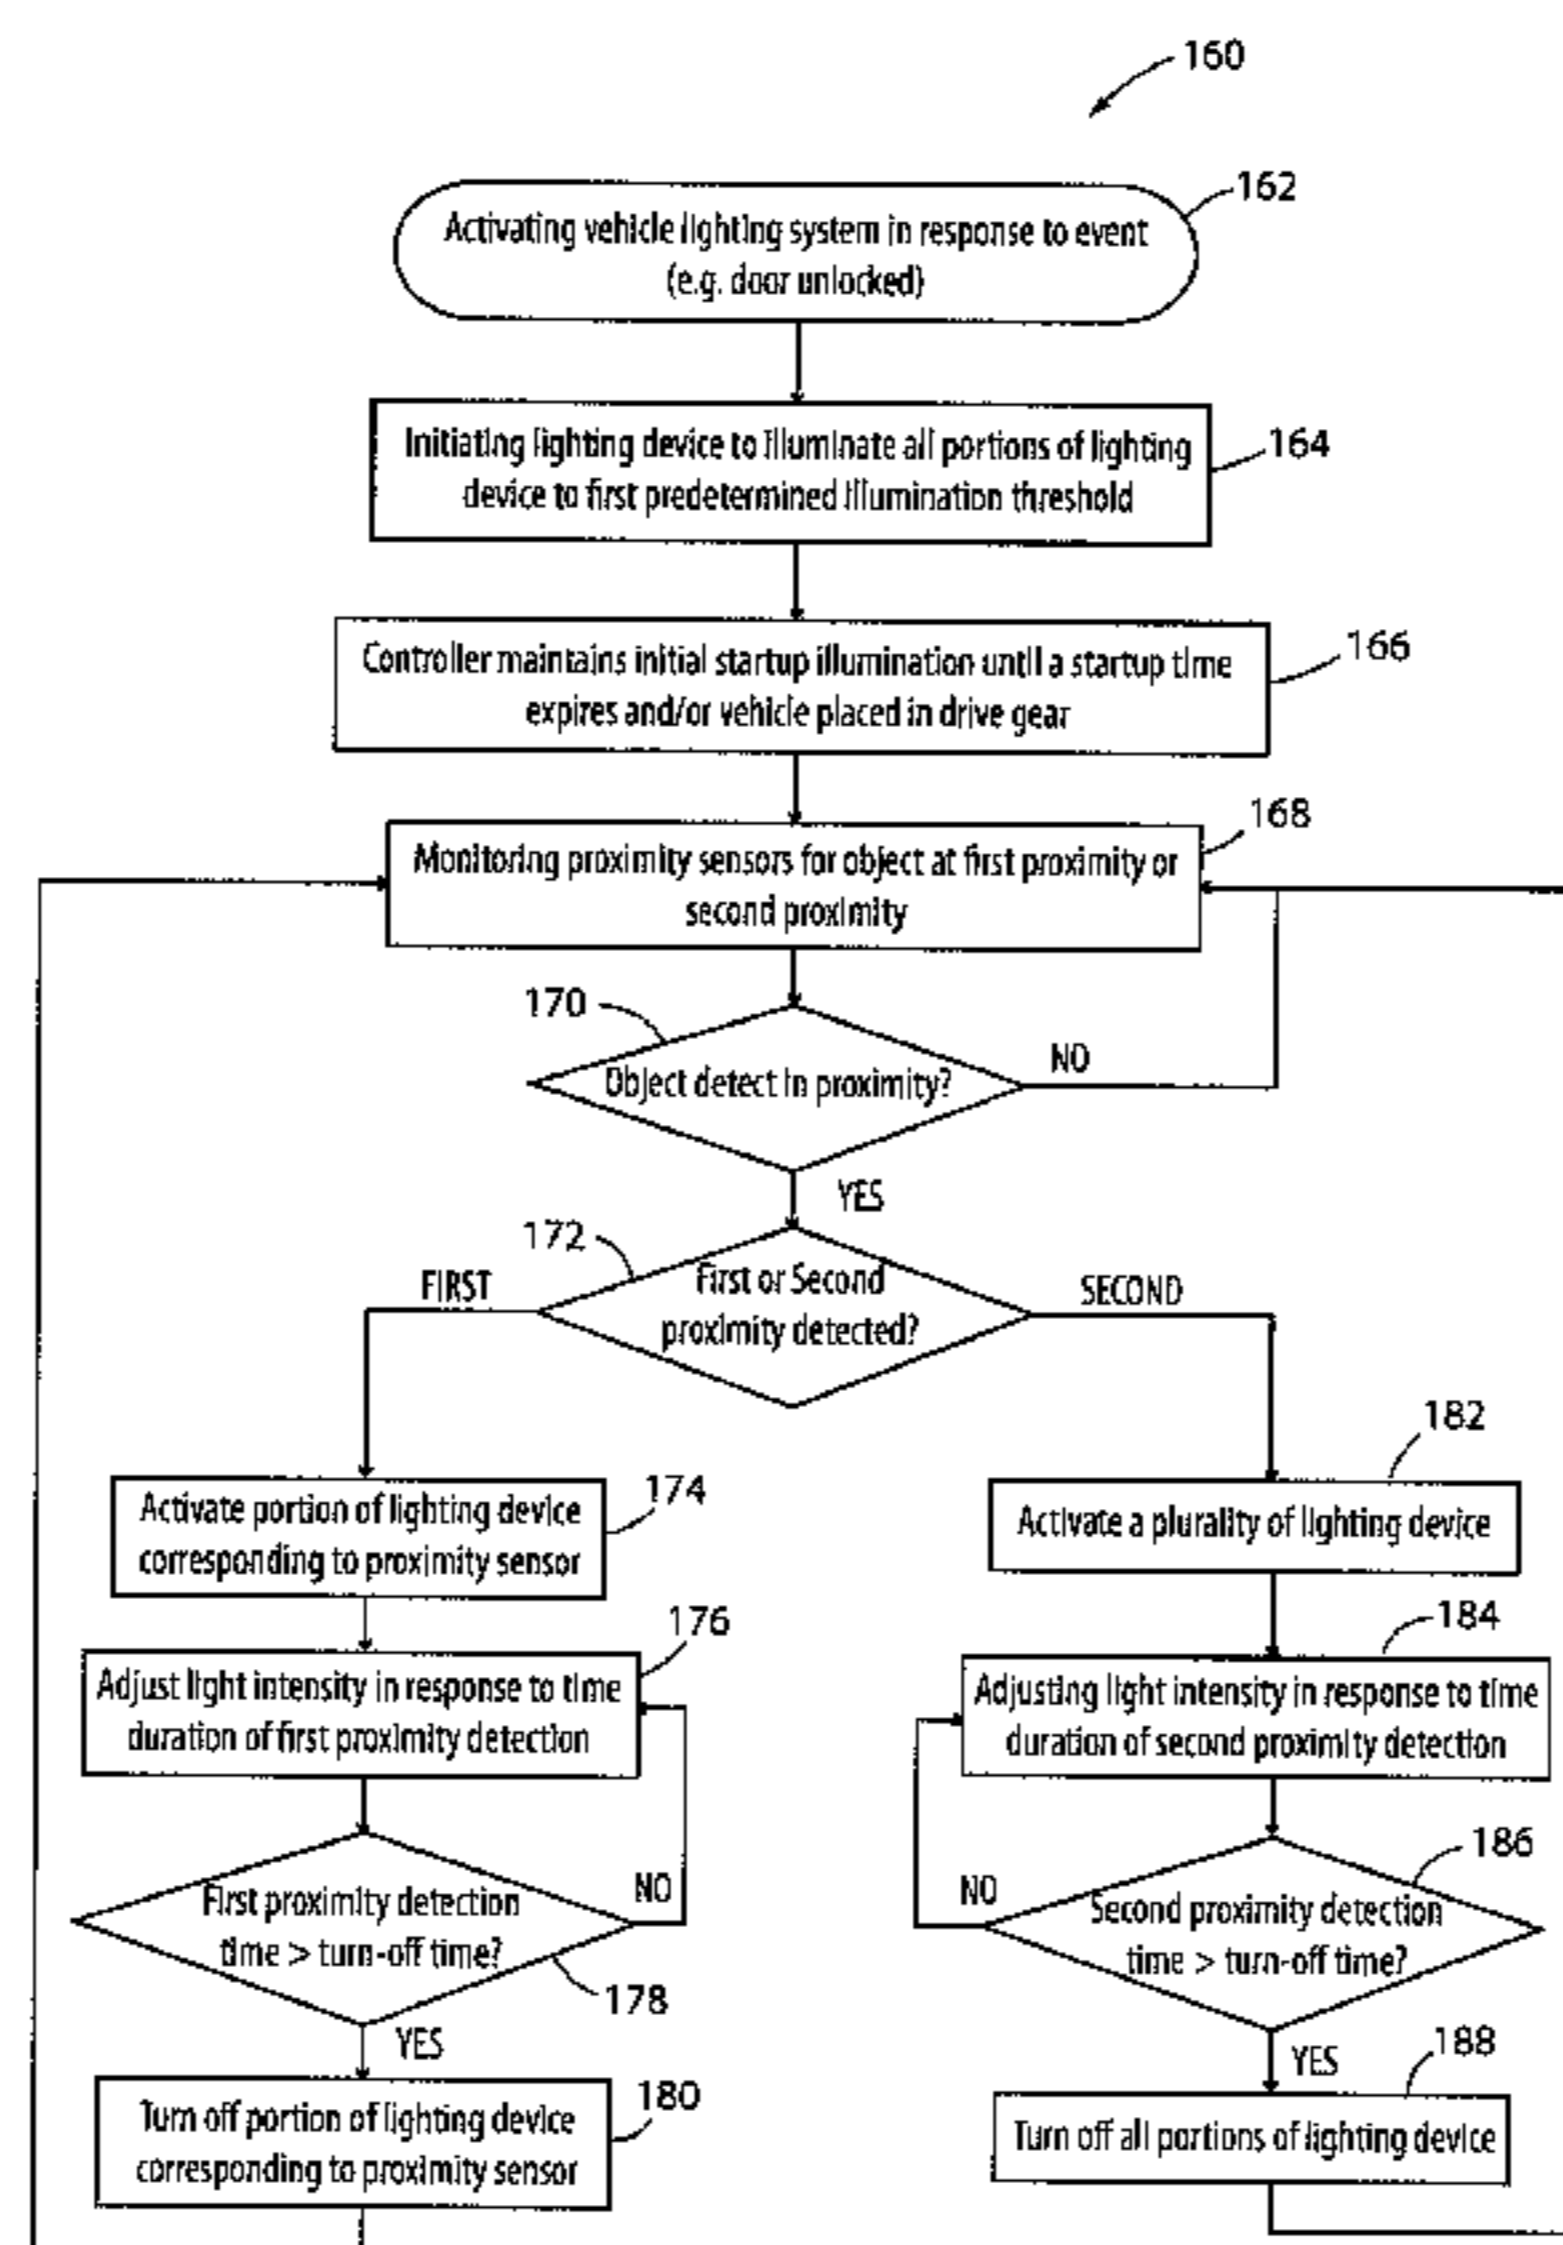 160
162
Activating vehicle lighting system in response to event
(e.g. door unlocked)
164
Initiating lighting device to illuminate all portions of lighting
device to first predetermined illumination threshold
166
Controller maintains initial startup illumination until a startup time
expires and/or vehicle placed in drive gear
168
Monitoring proximity sensors for object at first proximity or
second proximity
170
Object detect in proximity?
NO
YES
172
First or Second
proximity detected?
FIRST
SECOND
174
Activate portion of lighting device
corresponding to proximity sensor
176
Adjust light intensity in response to time
duration of first proximity detection
NO
First proximity detection
time > turn-off time?
178
YES
180
Turn off portion of lighting device
corresponding to proximity sensor
182
Activate a plurality of lighting device
184
Adjusting light intensity in response to time
duration of second proximity detection
186
NO
Second proximity detection
time > turn-off time?
YES
188
Turn off all portions of lighting device